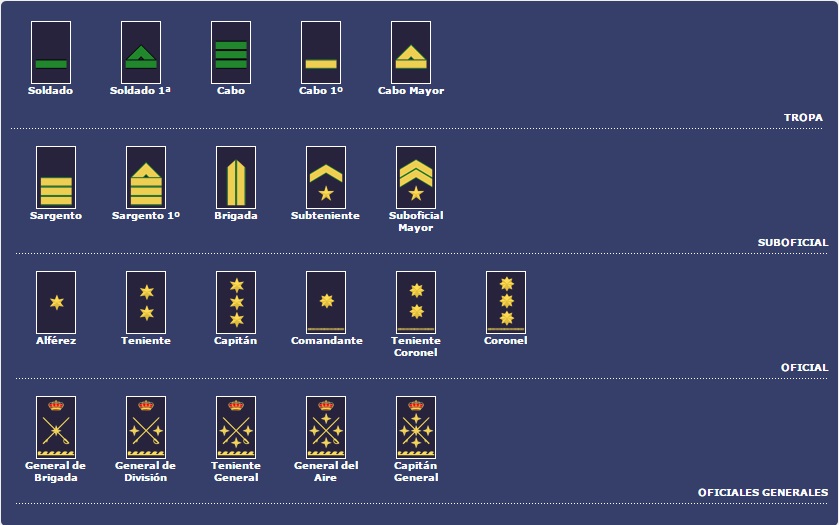 Soldado Soldado 1ª Cabo Cabo 1º Cabo Mayor
TROPA
Sargento Sargento 1º Brigada Subteniente Suboficial
Mayor
SUBOFICIAL
Alférez Teniente Capitán Comandante Teniente Coronel
Coronel
OFICIAL
General de General de Teniente General del Capitán
Brigada División General Aire General
OFICIALES GENERALES